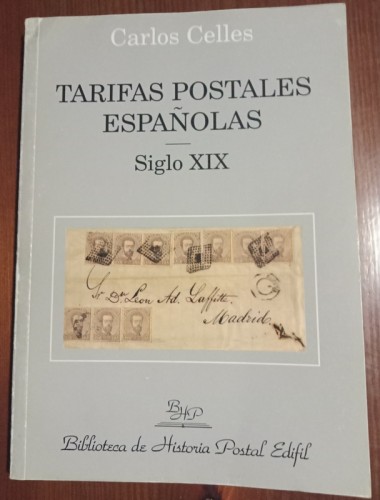 Carlos Celles
TARIFAS POSTALES
ESPAÑOLAS
Siglo XIX
Sr. Dn. Leon Ad. Laffitte.
Madrid
BHP
Biblioteca de Historia Postal Edifil